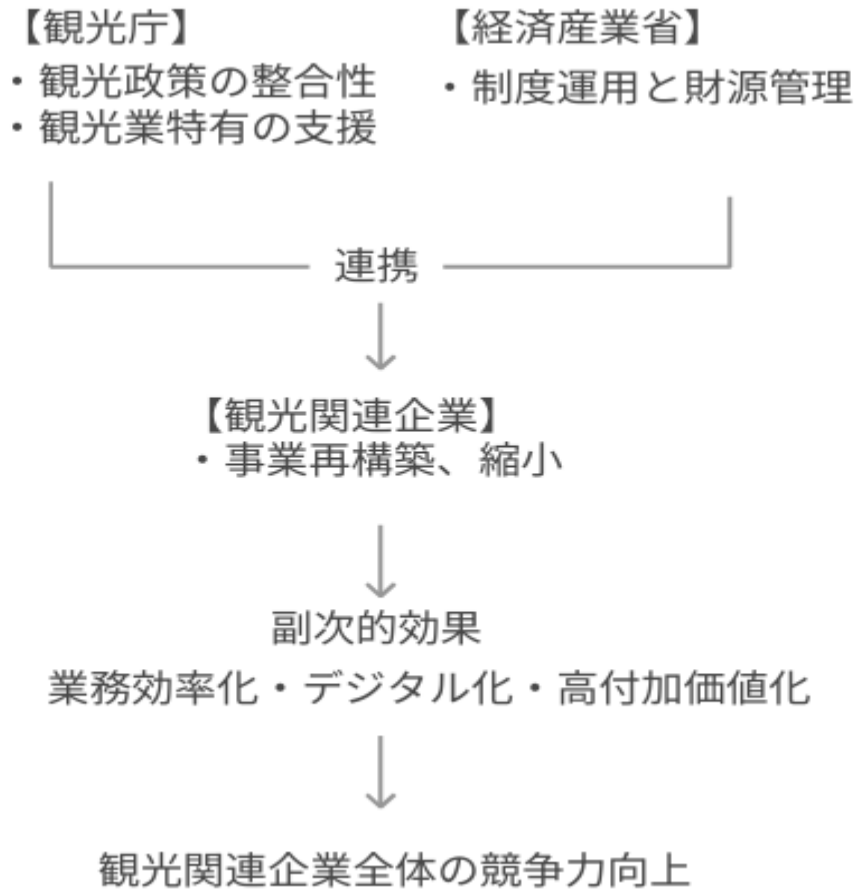 【観光庁】
・観光政策の整合性
・観光業特有の支援
【経済産業省】
・制度運用と財源管理
連携
【観光関連企業】
・事業再構築、縮小
副次的効果
業務効率化・デジタル化・高付加価値化
観光関連企業全体の競争力向上